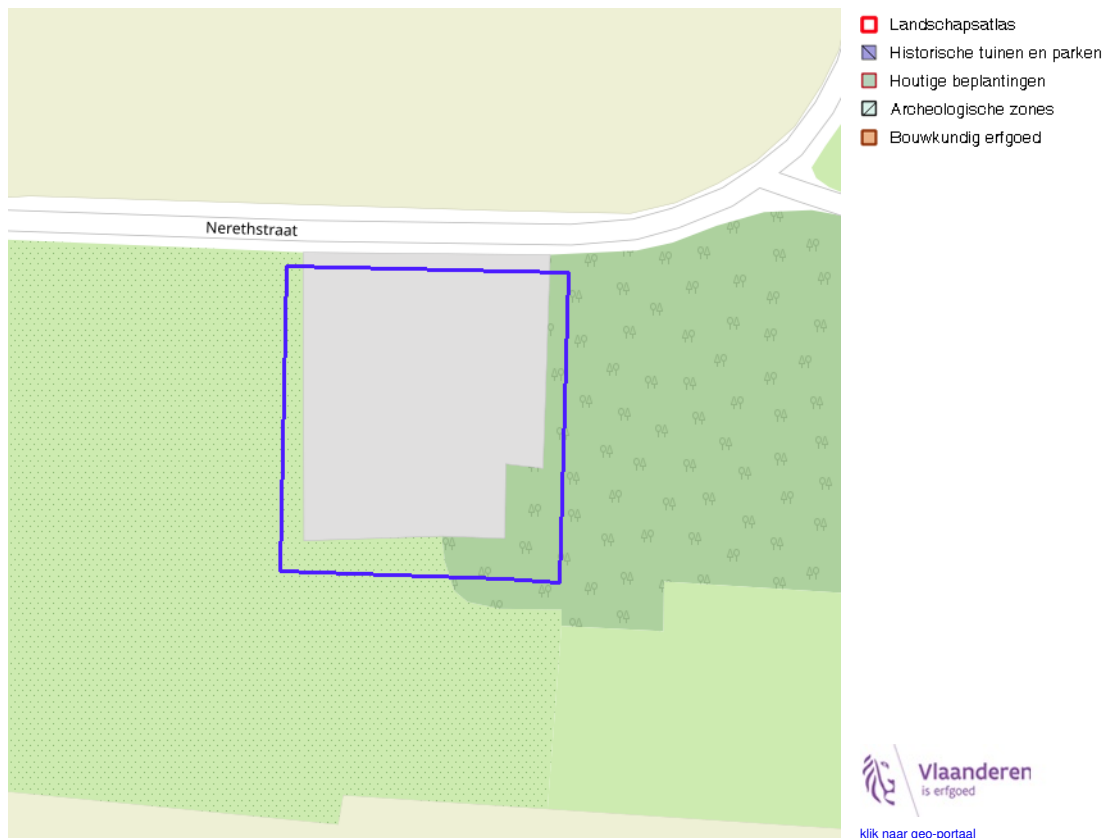 Landschapsatlas
Historische tuinen en parken
Houtige beplantingen
Archeologische zones
Bouwkundig erfgoed
Nerethstraat
Vlaanderen
is erfgoed
klik naar geo-portaal